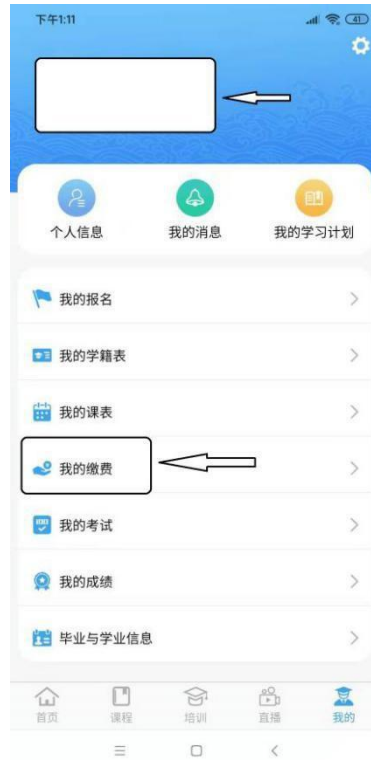 下午1:11
41
个人信息
我的消息
我的学习计划
我的报名
我的学籍表
我的课表
我的缴费
100
我的考试
我的成绩
毕业与学业信息
首页
课程
培训
直播
我的